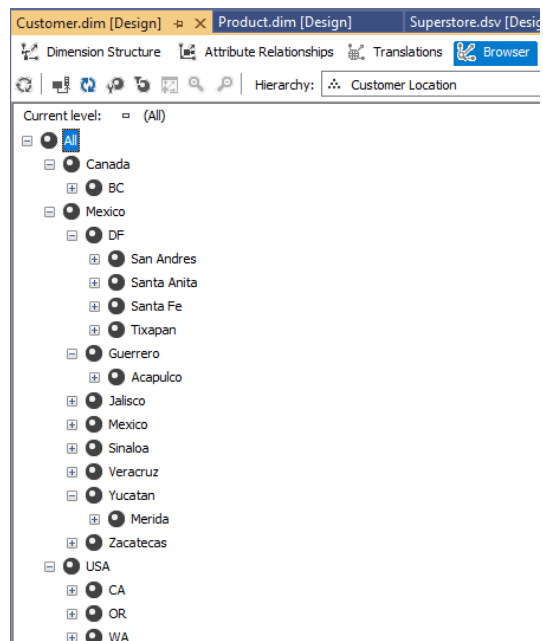 Customer.dim [Design] Product.dim [Design] Superstore.dsv [Desig
Dimension Structure Attribute Relationships Translations Browser
Hierarchy: Customer Location
Current level: (All)
All
Canada
BC
Mexico
DF
San Andres
Santa Anita
Santa Fe
Tixapan
Guerrero
Acapulco
Jalisco
Mexico
Sinaloa
Veracruz
Yucatan
Merida
Zacatecas
USA
CA
OR
WA